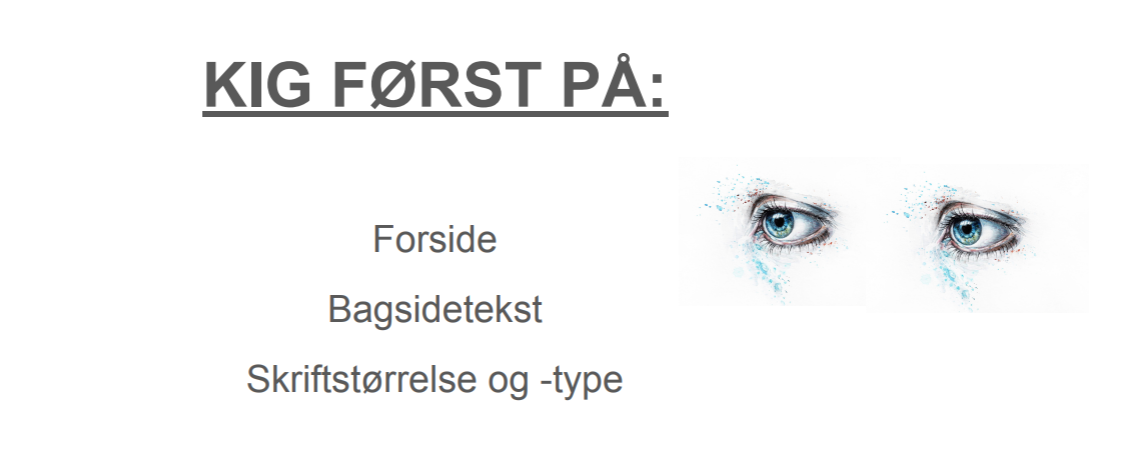 KIG FØRST PÅ:
Forside
Bagsidetekst
Skriftstørrelse og -type